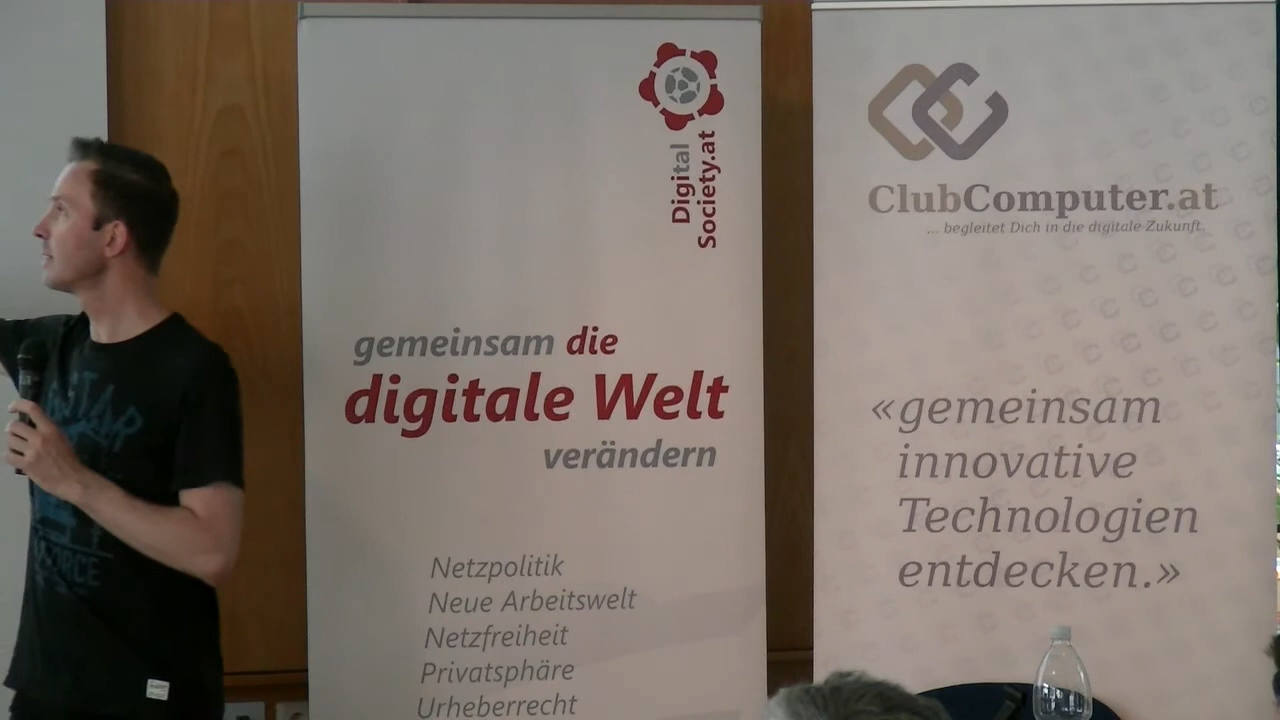 Digital
Society.at
gemeinsam die
digitale Welt
verändern
Netzpolitik
Neue Arbeitswelt
Netzfreiheit
Privatsphäre
Urheberrecht
ClubComputer.at
... begleitet Dich in die digitale Zukunft.
«gemeinsam
innovative
Technologien
entdecken.»